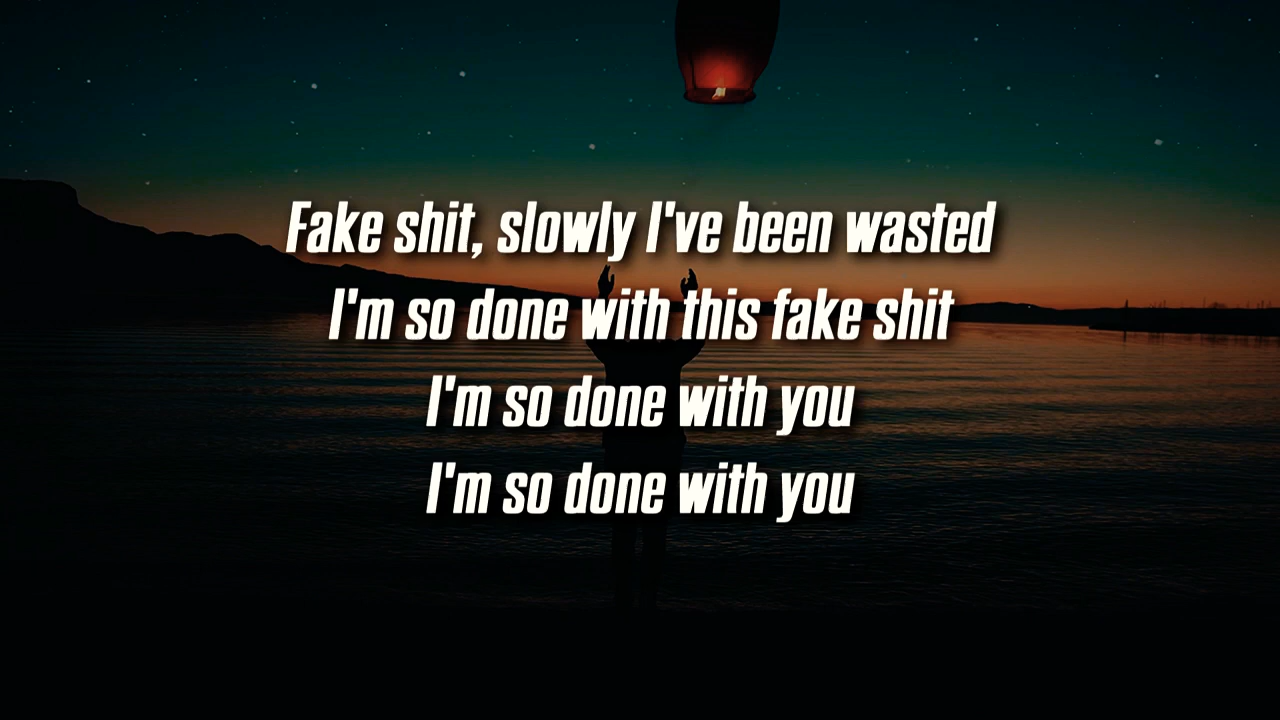 Fake shit, slowly I've been wasted
I'm so done with this fake shit
I'm so done with you
I'm so done with you